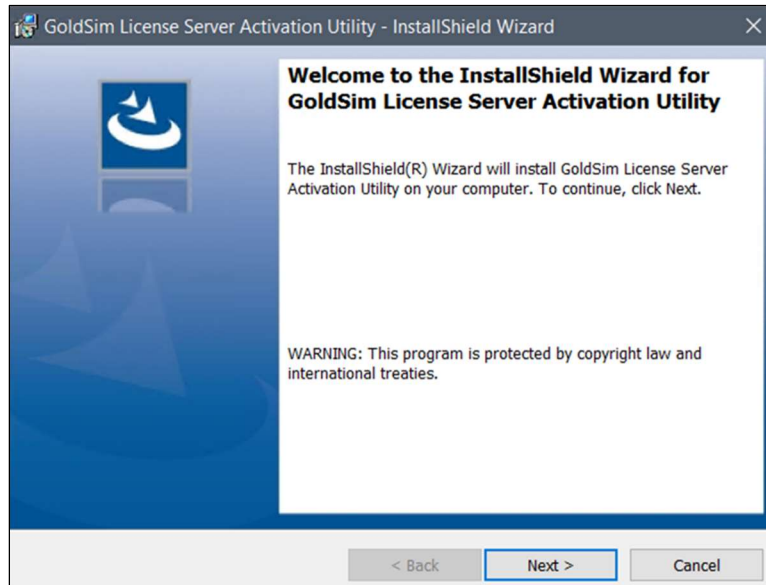 GoldSim License Server Activation Utility - InstallShield Wizard
Welcome to the InstallShield Wizard for
GoldSim License Server Activation Utility
The InstallShield(R) Wizard will install GoldSim License Server
Activation Utility on your computer. To continue, click Next.
WARNING: This program is protected by copyright law and
international treaties.
< Back
Next >
Cancel